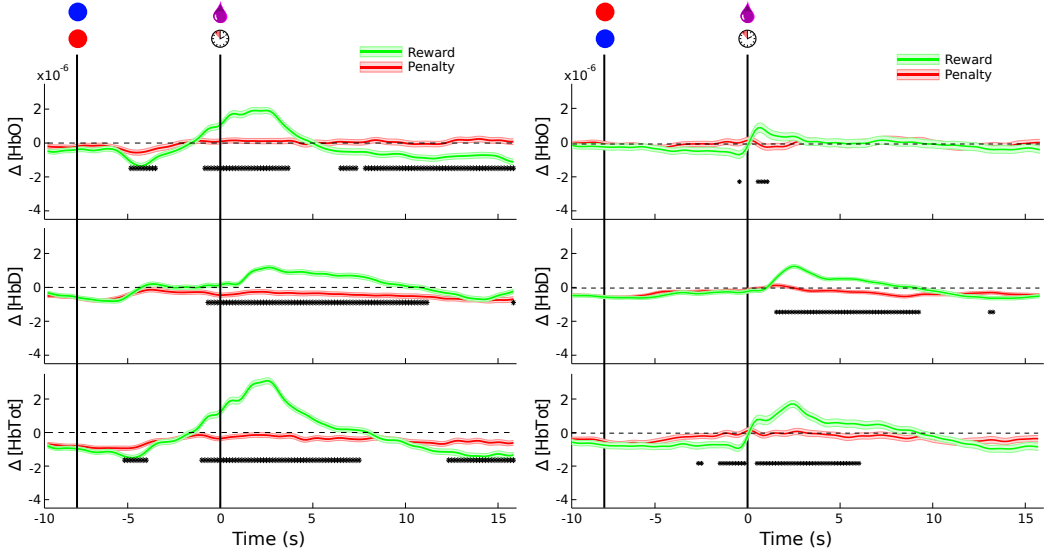 Reward
Penalty
x10-6
Δ [HbO]
2
0
-2
-4
Δ [HbD]
2
0
-2
-4
Δ [HbTot]
2
0
-2
-4
-10 -5 0 5 10 15
Time (s)
Reward
Penalty
x10-6
Δ [HbO]
2
0
-2
-4
Δ [HbD]
2
0
-2
-4
Δ [HbTot]
2
0
-2
-4
-10 -5 0 5 10 15
Time (s)